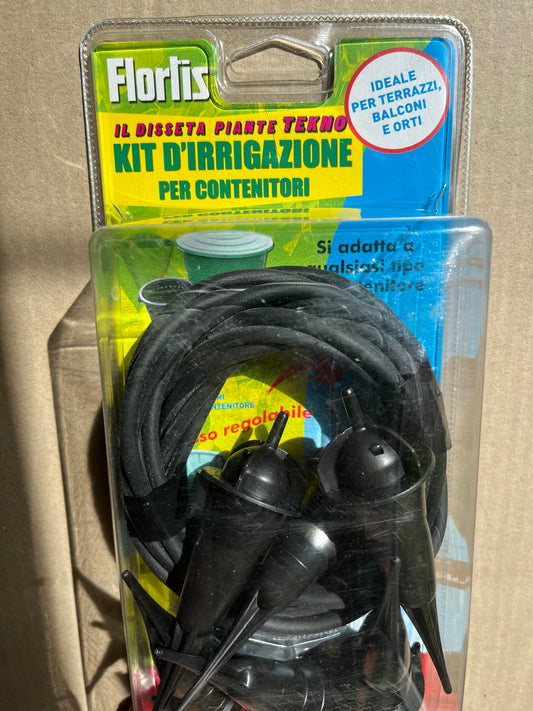 Flortis
IDEALE
PER TERRAZZI,
BALCONI
E ORTI
IL DISSETA PIANTE TEKNO
KIT D'IRRIGAZIONE
PER CONTENITORI
Si adatta a
qualsiasi tipo
regolabile